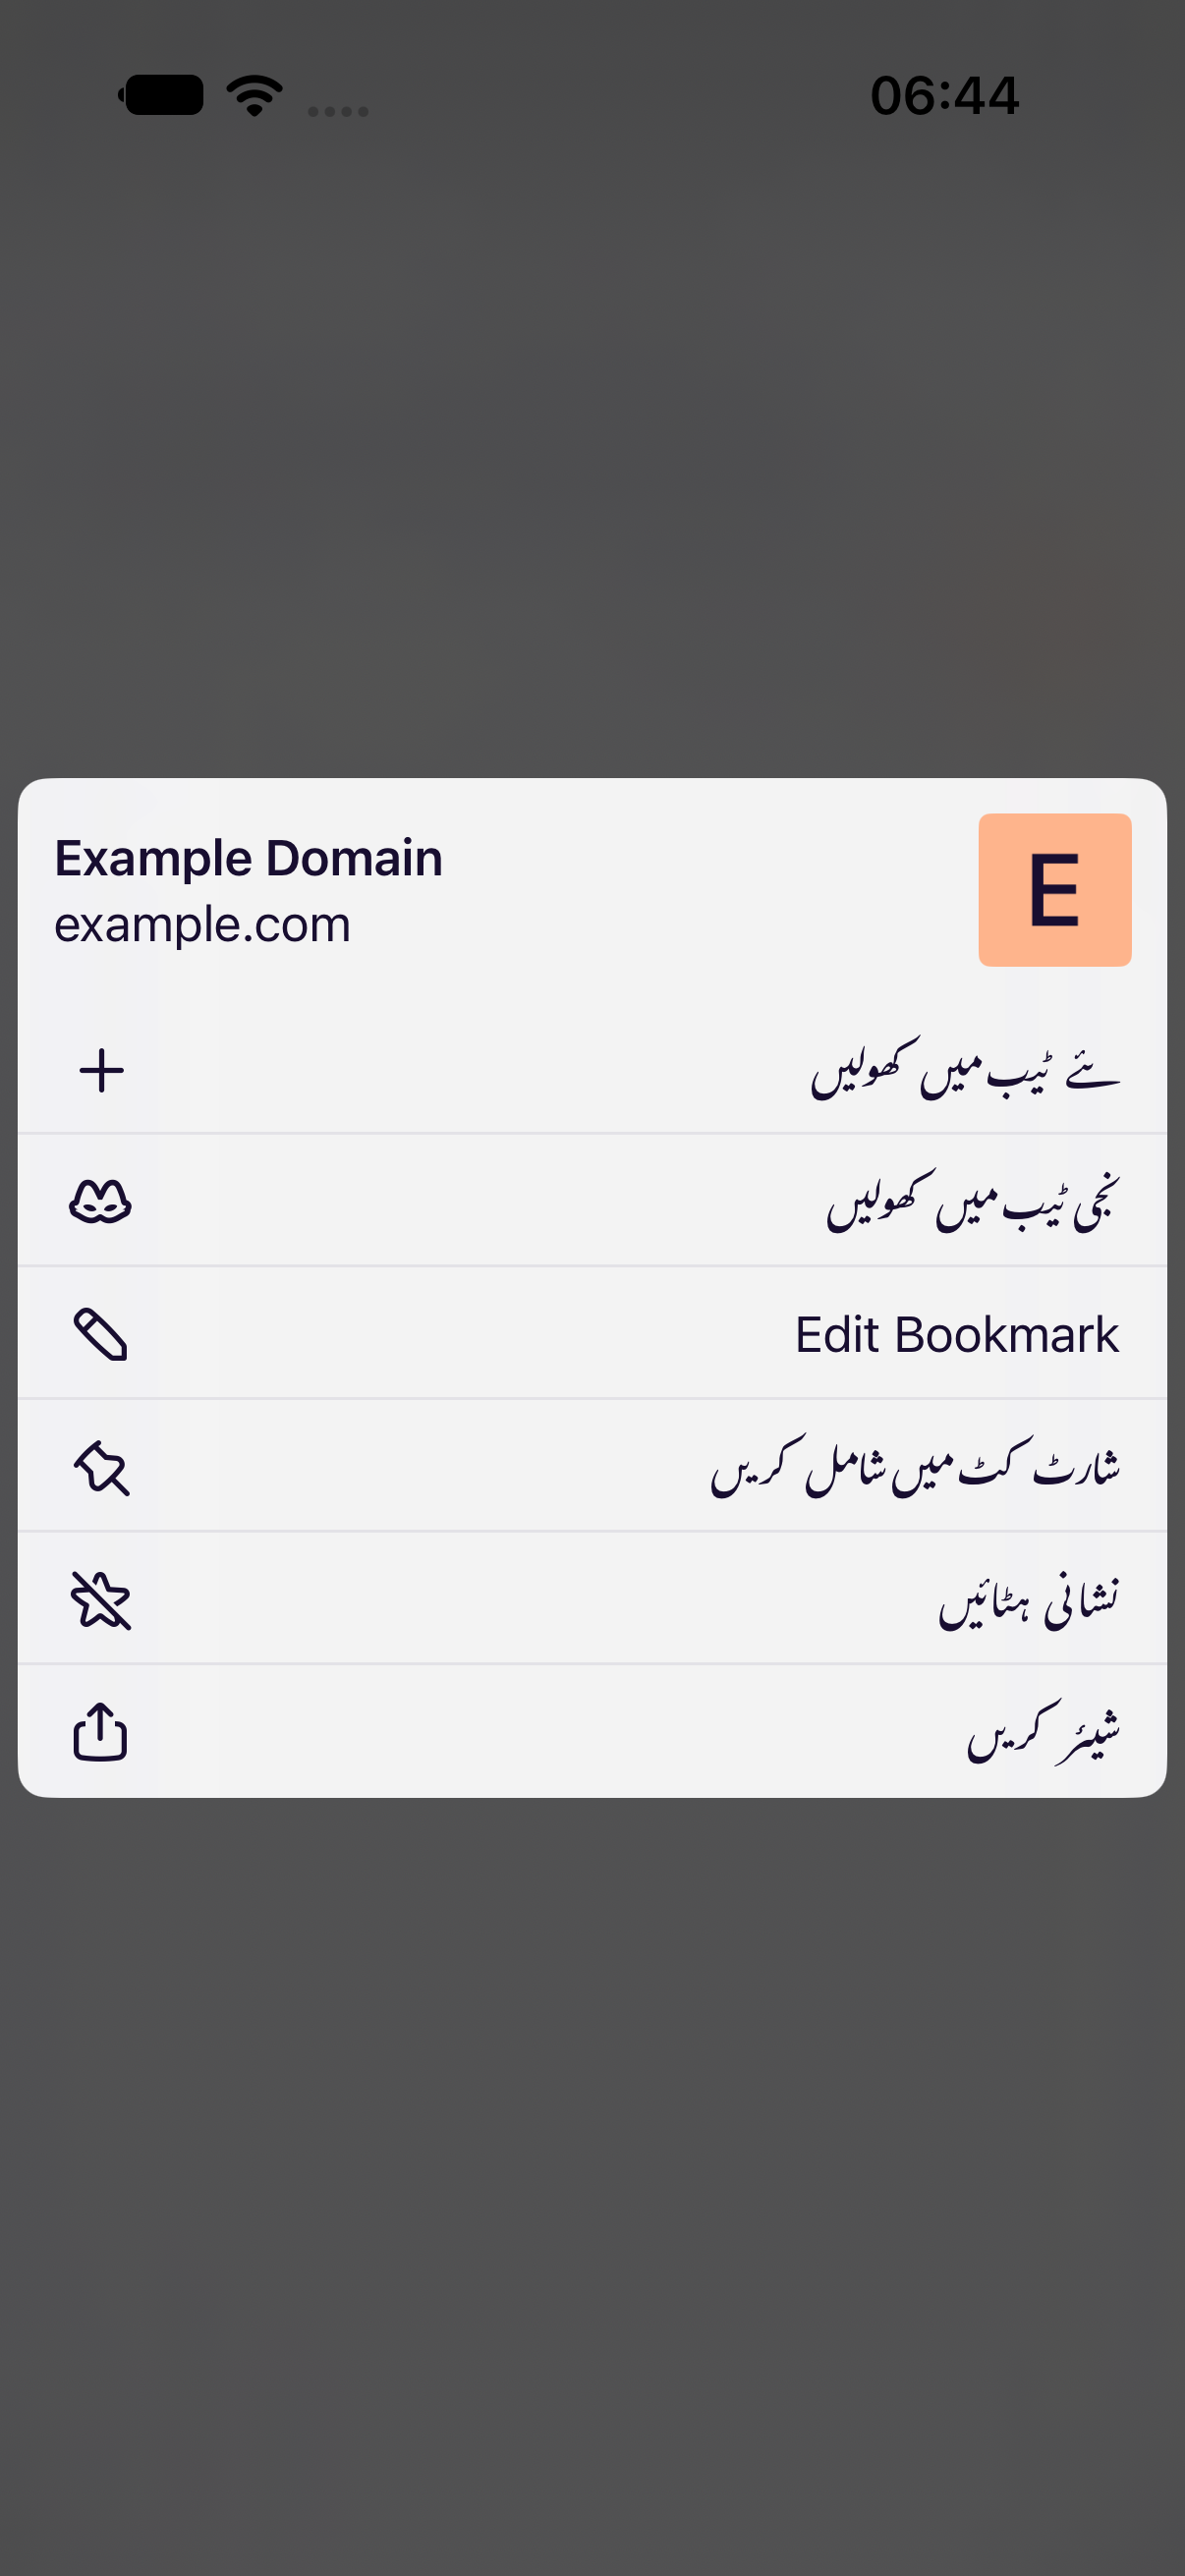 06:44
Example Domain
example.com
E
نئے ٹیب میں کھولیں
نجی ٹیب میں کھولیں
Edit Bookmark
شارٹ کٹ میں شامل کریں
نشانی ہٹائیں
شیئر کریں